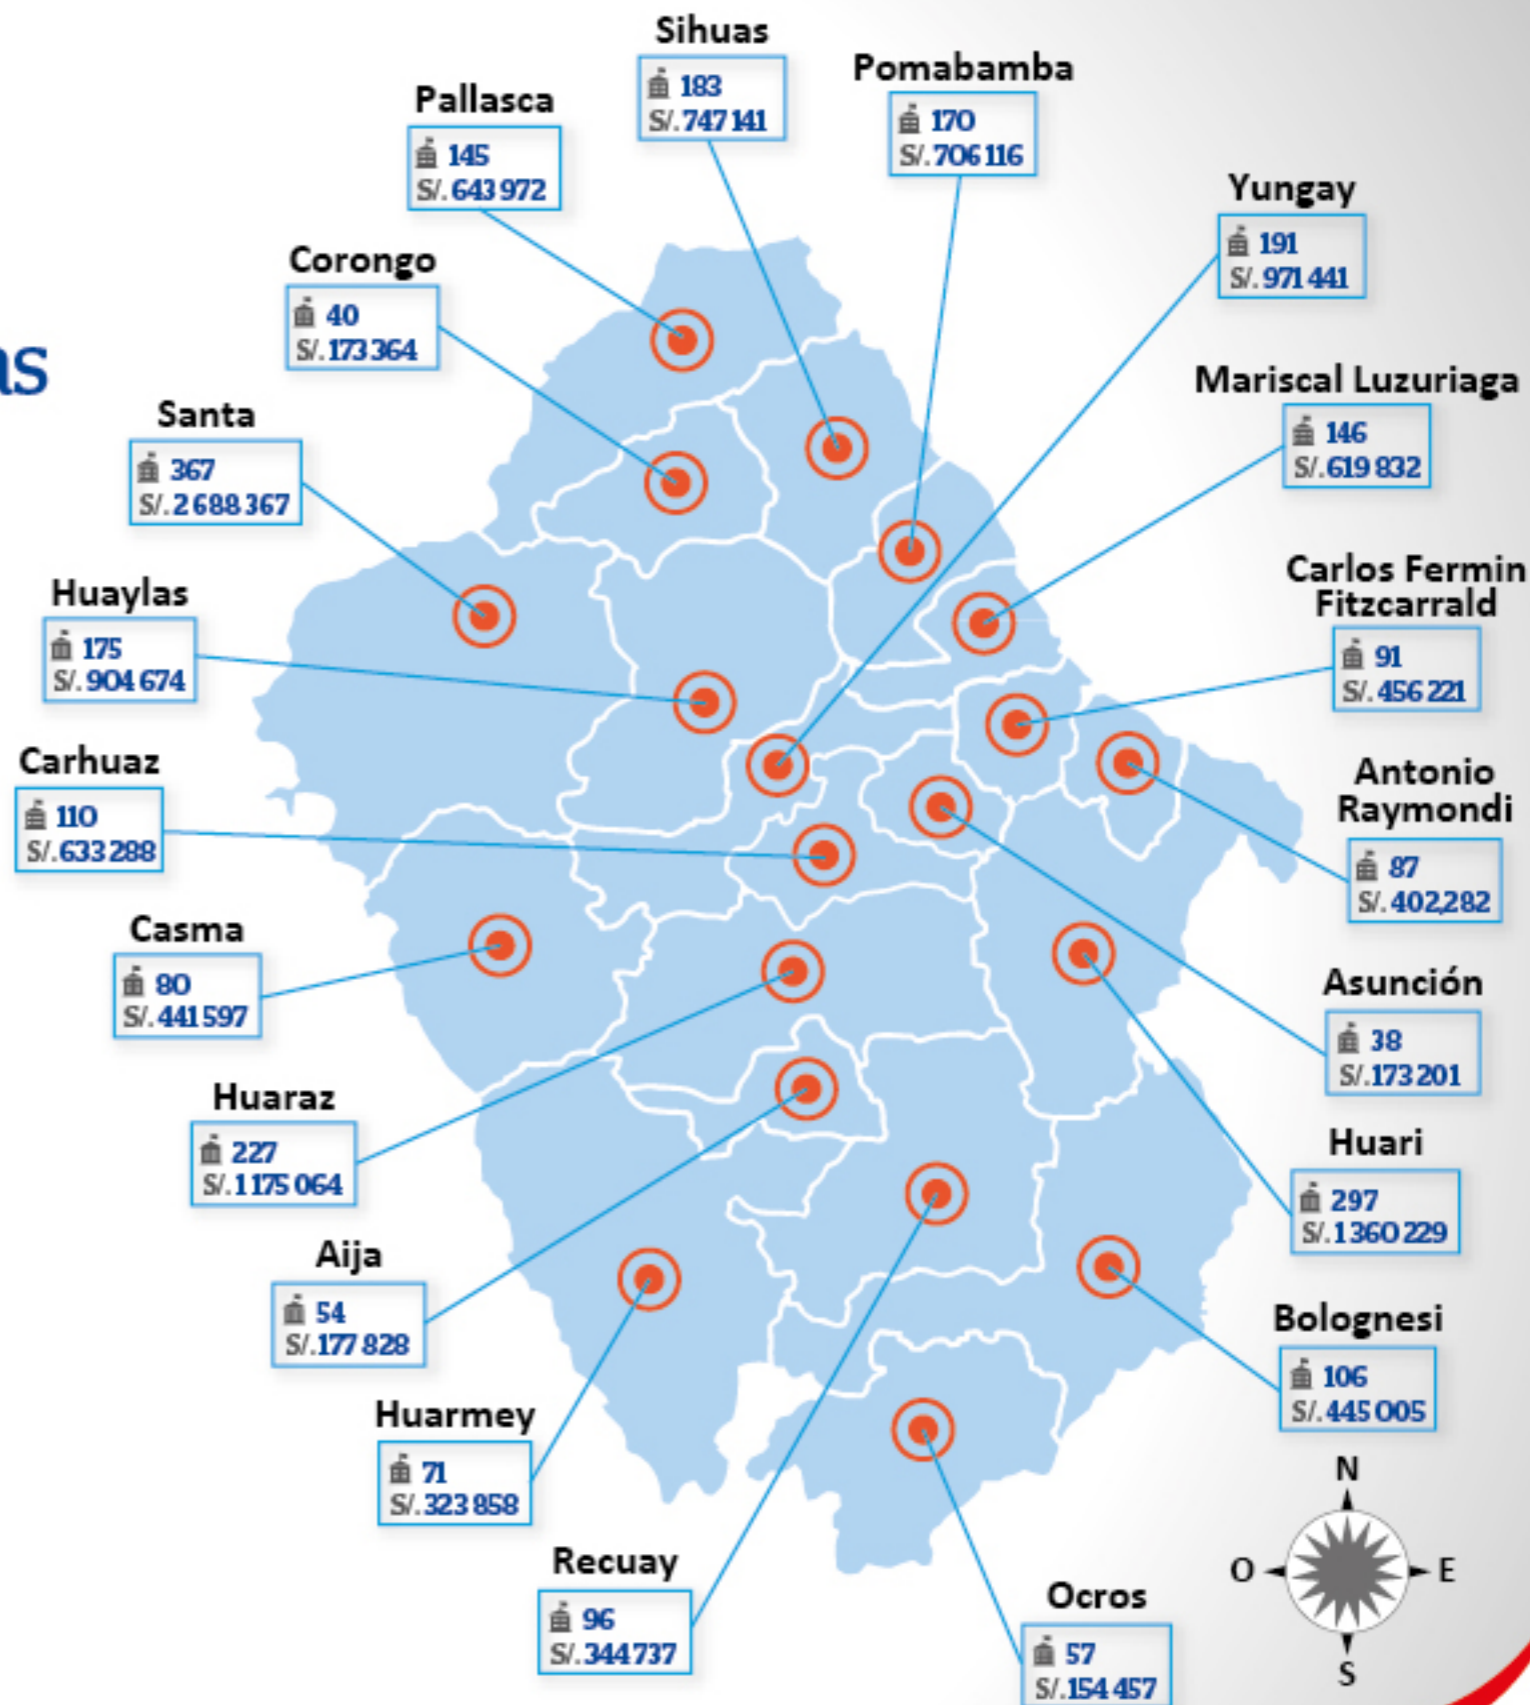 Sihuas
183
S/. 747 141
Pomabamba
170
S/. 706 116
Pallasca
145
S/. 643 972
Yungay
191
S/. 971 441
Corongo
40
S/. 173 364
as
Mariscal Luzuriaga
146
S/. 619 832
Santa
367
S/. 2 688 367
Carlos Fermin
Fitzcarrald
91
S/. 456 221
Huaylas
175
S/. 904 674
Carhuaz
110
S/. 633 288
Antonio
Raymondi
87
S/. 402,282
Casma
80
S/. 441 597
Asunción
38
S/. 173 201
Huaraz
227
S/. 1 175 064
Huari
297
S/. 1 360 229
Aija
54
S/. 177 828
Bolognesi
106
S/. 445 005
Huarmey
71
S/. 323 858
Recuay
96
S/. 344 737
Ocros
57
S/. 154 457
N
O
E
S